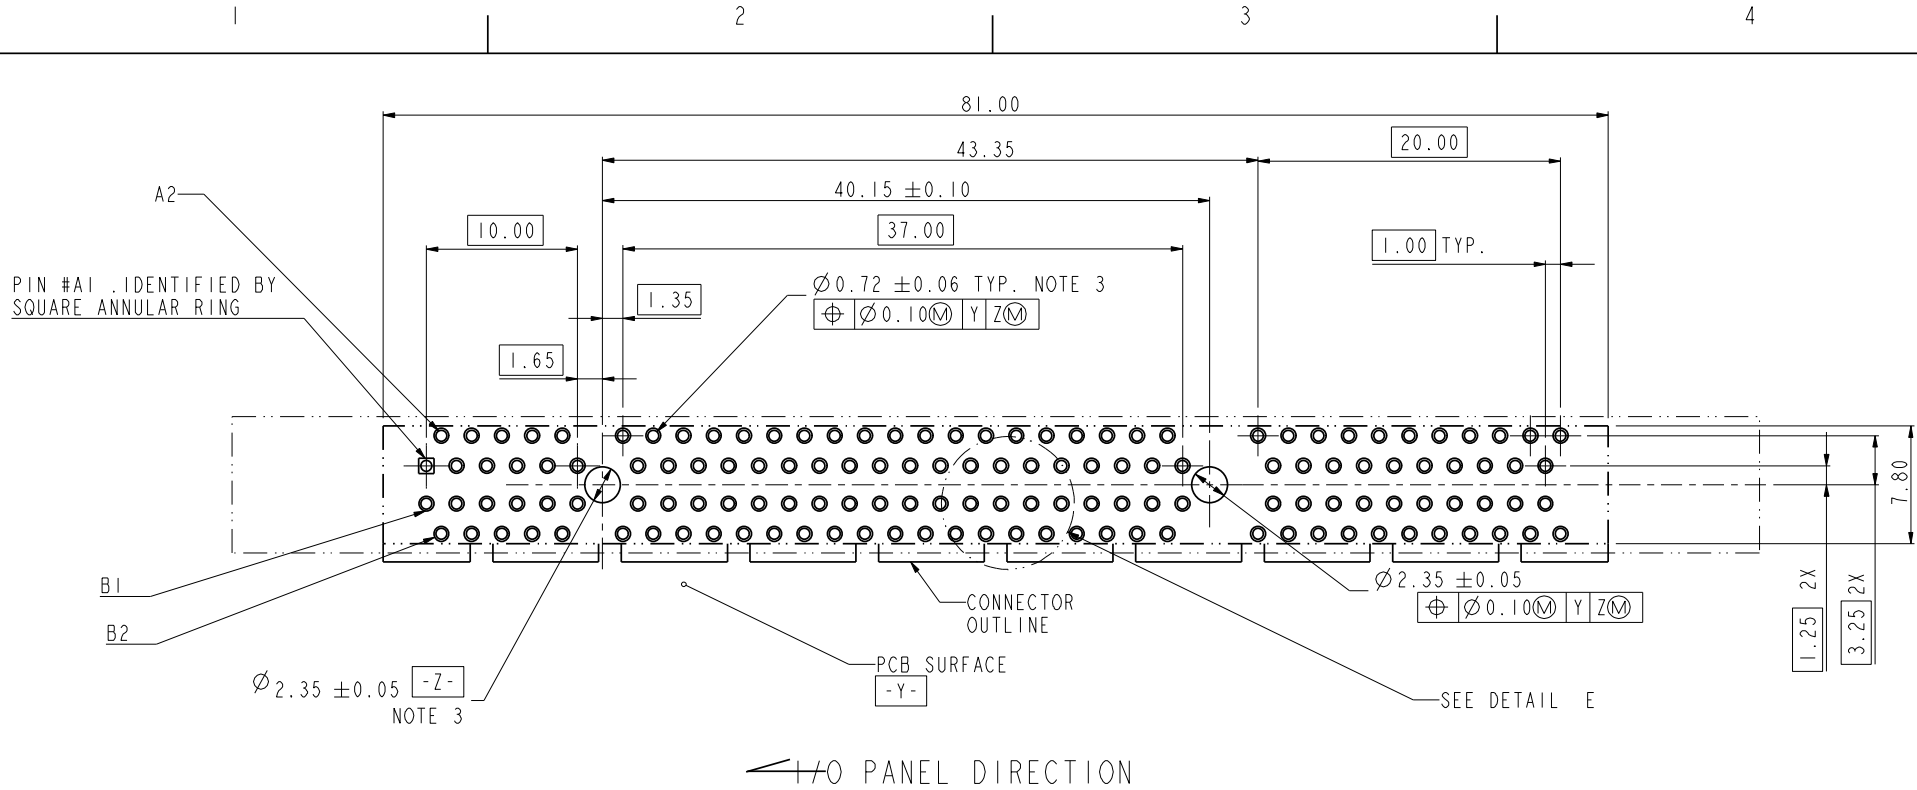 1 2 3 4
81.00
43.35
20.00
A2
40.15 ±0.10
10.00
37.00
1.00 TYP.
PIN #A1 .IDENTIFIED BY
SQUARE ANNULAR RING
1.35
Ø0.72 ±0.06 TYP. NOTE 3
⌖ Ø0.10Ⓜ Y ZⓂ
1.65
7.80
B1
B2
CONNECTOR
OUTLINE
Ø2.35 ±0.05
⌖ Ø0.10Ⓜ Y ZⓂ
1.25 2X
3.25 2X
PCB SURFACE
-Y-
Ø2.35 ±0.05 -Z-
NOTE 3
SEE DETAIL E
I/O PANEL DIRECTION